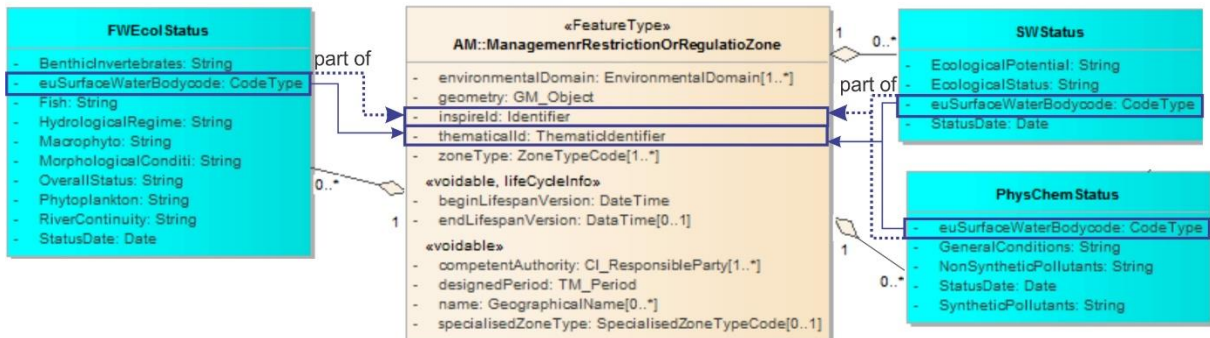 FWEcolStatus
- BenthicInvertebrates: String
- euSurfaceWaterBodycode: CodeType
- Fish: String
- HydrologicalRegime: String
- Macrophyto: String
- MorphologicalConditi: String
- OverallStatus: String
- Phytoplankton: String
- RiverContinuity: String
- StatusDate: Date
part of
0..*
1
«FeatureType»
AM::ManagemenrRestrictionOrRegulatioZone
- environmentalDomain: EnvironmentalDomain[1..*]
- geometry: GM_Object
- inspireId: Identifier
- thematicalId: ThematicIdentifier
- zoneType: ZoneTypeCode[1..*]
«voidable, lifeCycleInfo»
- beginLifespanVersion: DateTime
- endLifespanVersion: DataTime[0..1]
«voidable»
- competentAuthority: CI_ResponsibleParty[1..*]
- designedPeriod: TM_Period
- name: GeographicalName[0..*]
- specialisedZoneType: SpecialisedZoneTypeCode[0..1]
1
0..*
part of
SWStatus
- EcologicalPotential: String
- EcologicalStatus: String
- euSurfaceWaterBodycode: CodeType
- StatusDate: Date
1
0..*
PhysChemStatus
- euSurfaceWaterBodycode: CodeType
- GeneralConditions: String
- NonSyntheticPollutants: String
- StatusDate: Date
- SyntheticPollutants: String